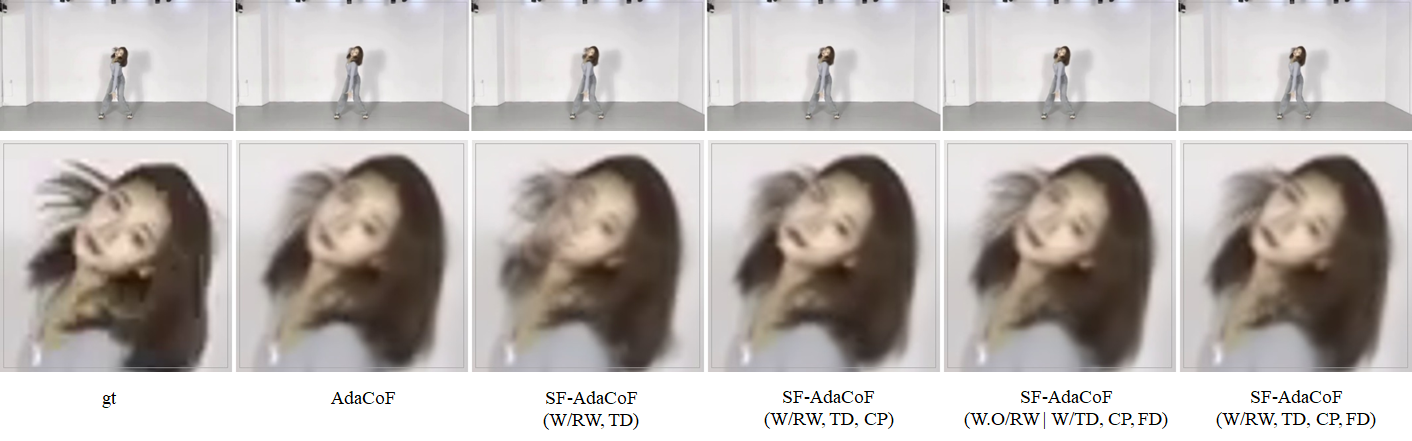 gt
AdaCoF
SF-AdaCoF
(W/RW, TD)
SF-AdaCoF
(W/RW, TD, CP)
SF-AdaCoF
(W.O/RW | W/TD, CP, FD)
SF-AdaCoF
(W/RW, TD, CP, FD)